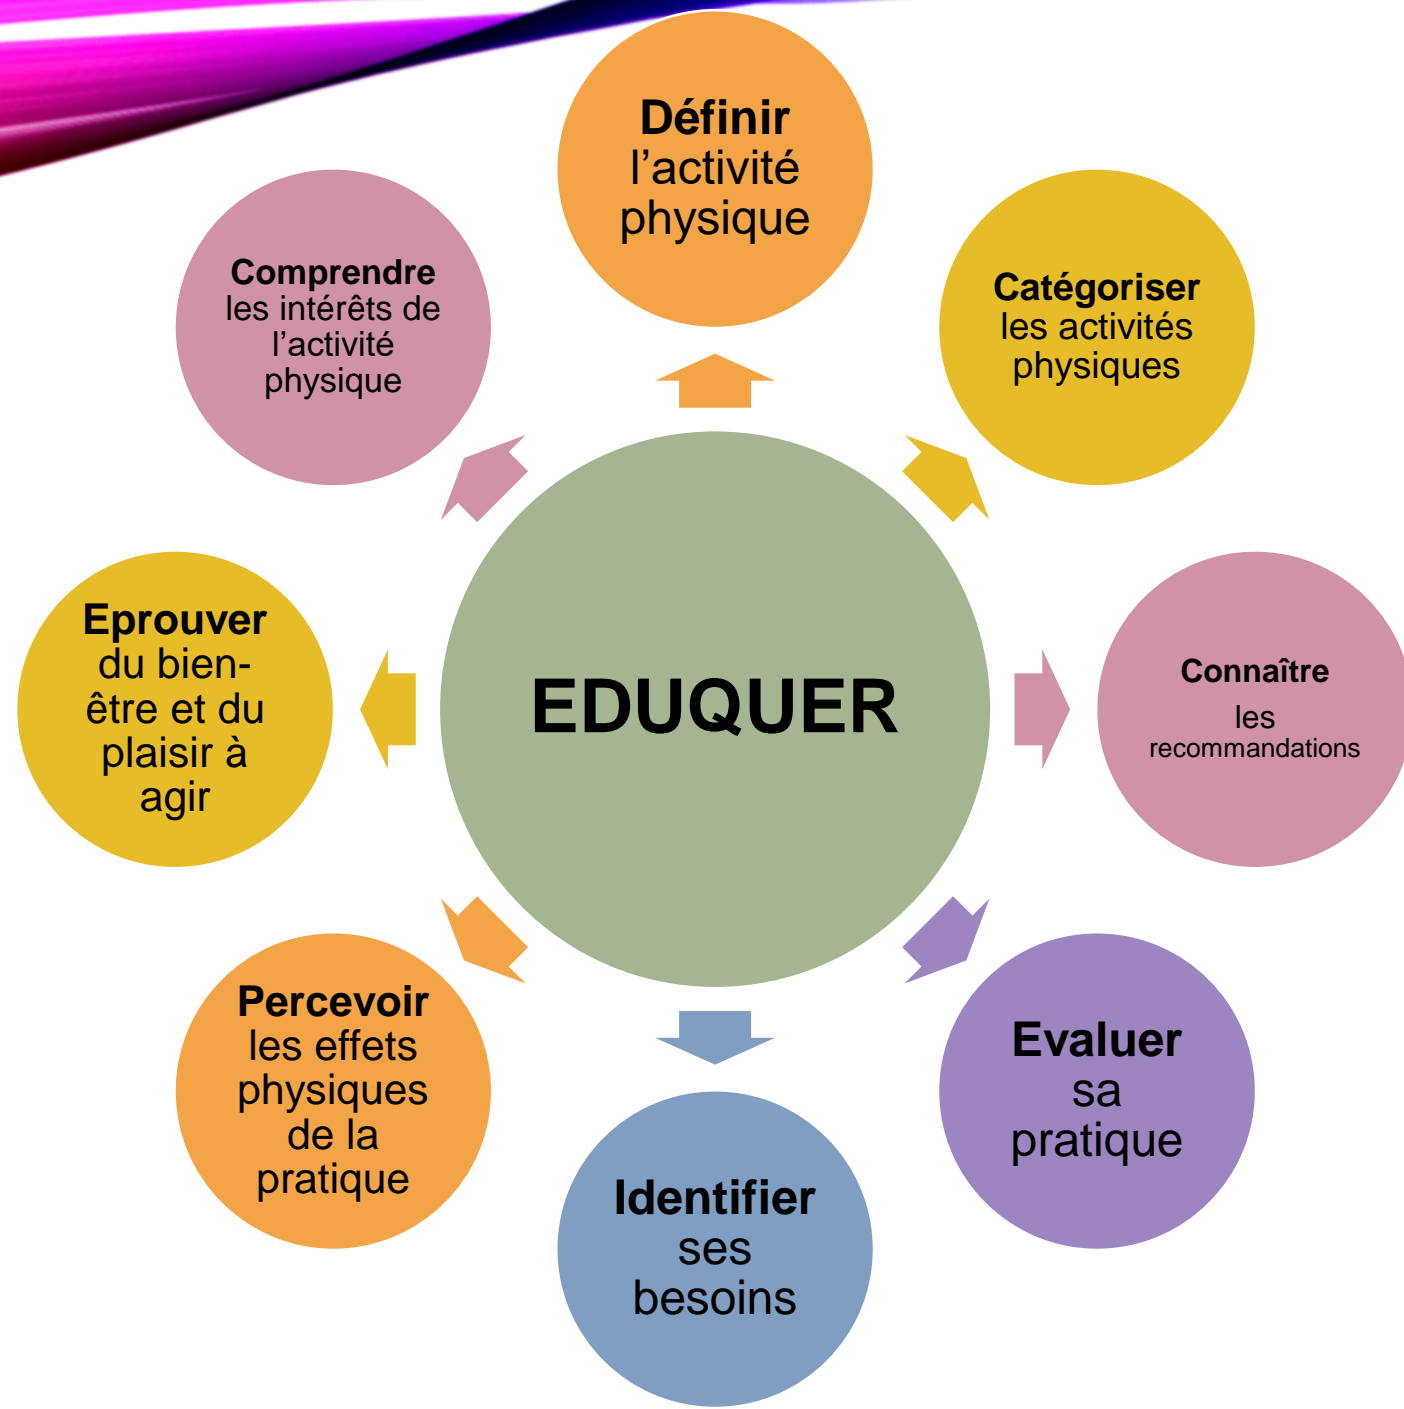 Définir
l’activité
physique
Catégoriser
les activités
physiques
Connaître
les
recommandations
Evaluer
sa
pratique
Identifier
ses
besoins
Percevoir
les effets
physiques
de la
pratique
Eprouver
du bien-
être et du
plaisir à
agir
Comprendre
les intérêts de
l’activité
physique
EDUQUER